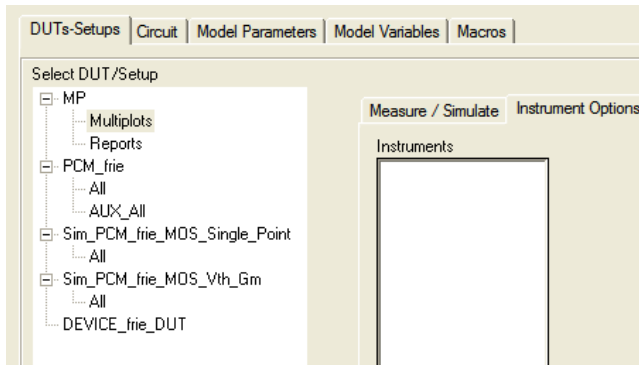 DUTs-Setups Circuit Model Parameters Model Variables Macros
Select DUT/Setup
MP
Multiplots
Reports
PCM_frie
All
AUX_All
Sim_PCM_frie_MOS_Single_Point
All
Sim_PCM_frie_MOS_Vth_Gm
All
DEVICE_frie_DUT
Measure / Simulate Instrument Options
Instruments